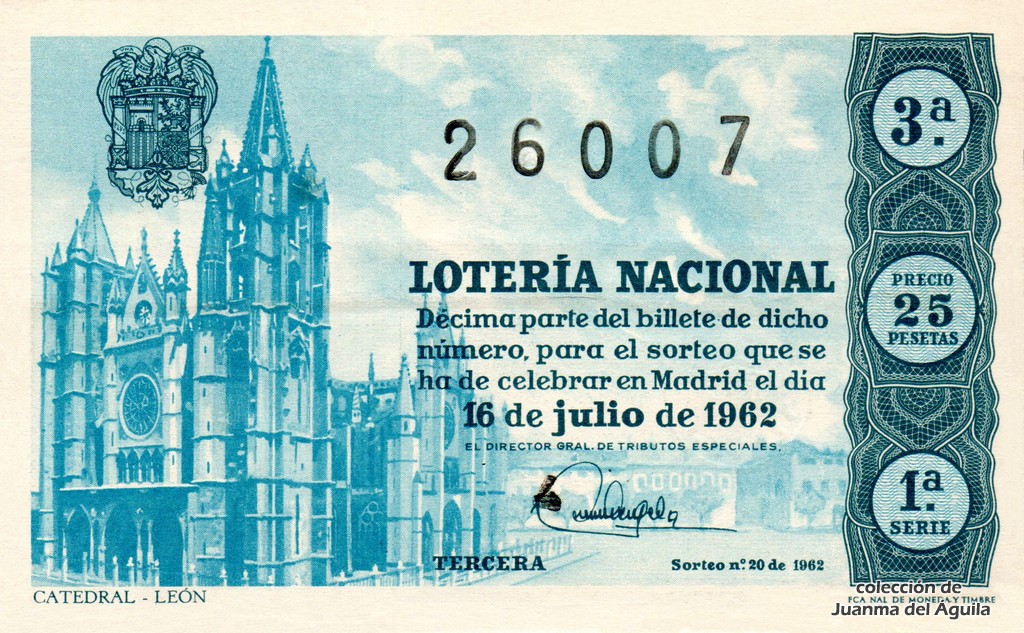 26007
3.ª
LOTERÍA NACIONAL
Décima parte del billete de dicho
número, para el sorteo que se
ha de celebrar en Madrid el día
16 de julio de 1962
EL DIRECTOR GRAL. DE TRIBUTOS ESPECIALES,
PRECIO
25
PESETAS
1.ª
SERIE
TERCERA
Sorteo n.º 20 de 1962
CATEDRAL - LEÓN
FCA NAL DE MONEDA Y TIMBRE
colección de
Juanma del Aguila